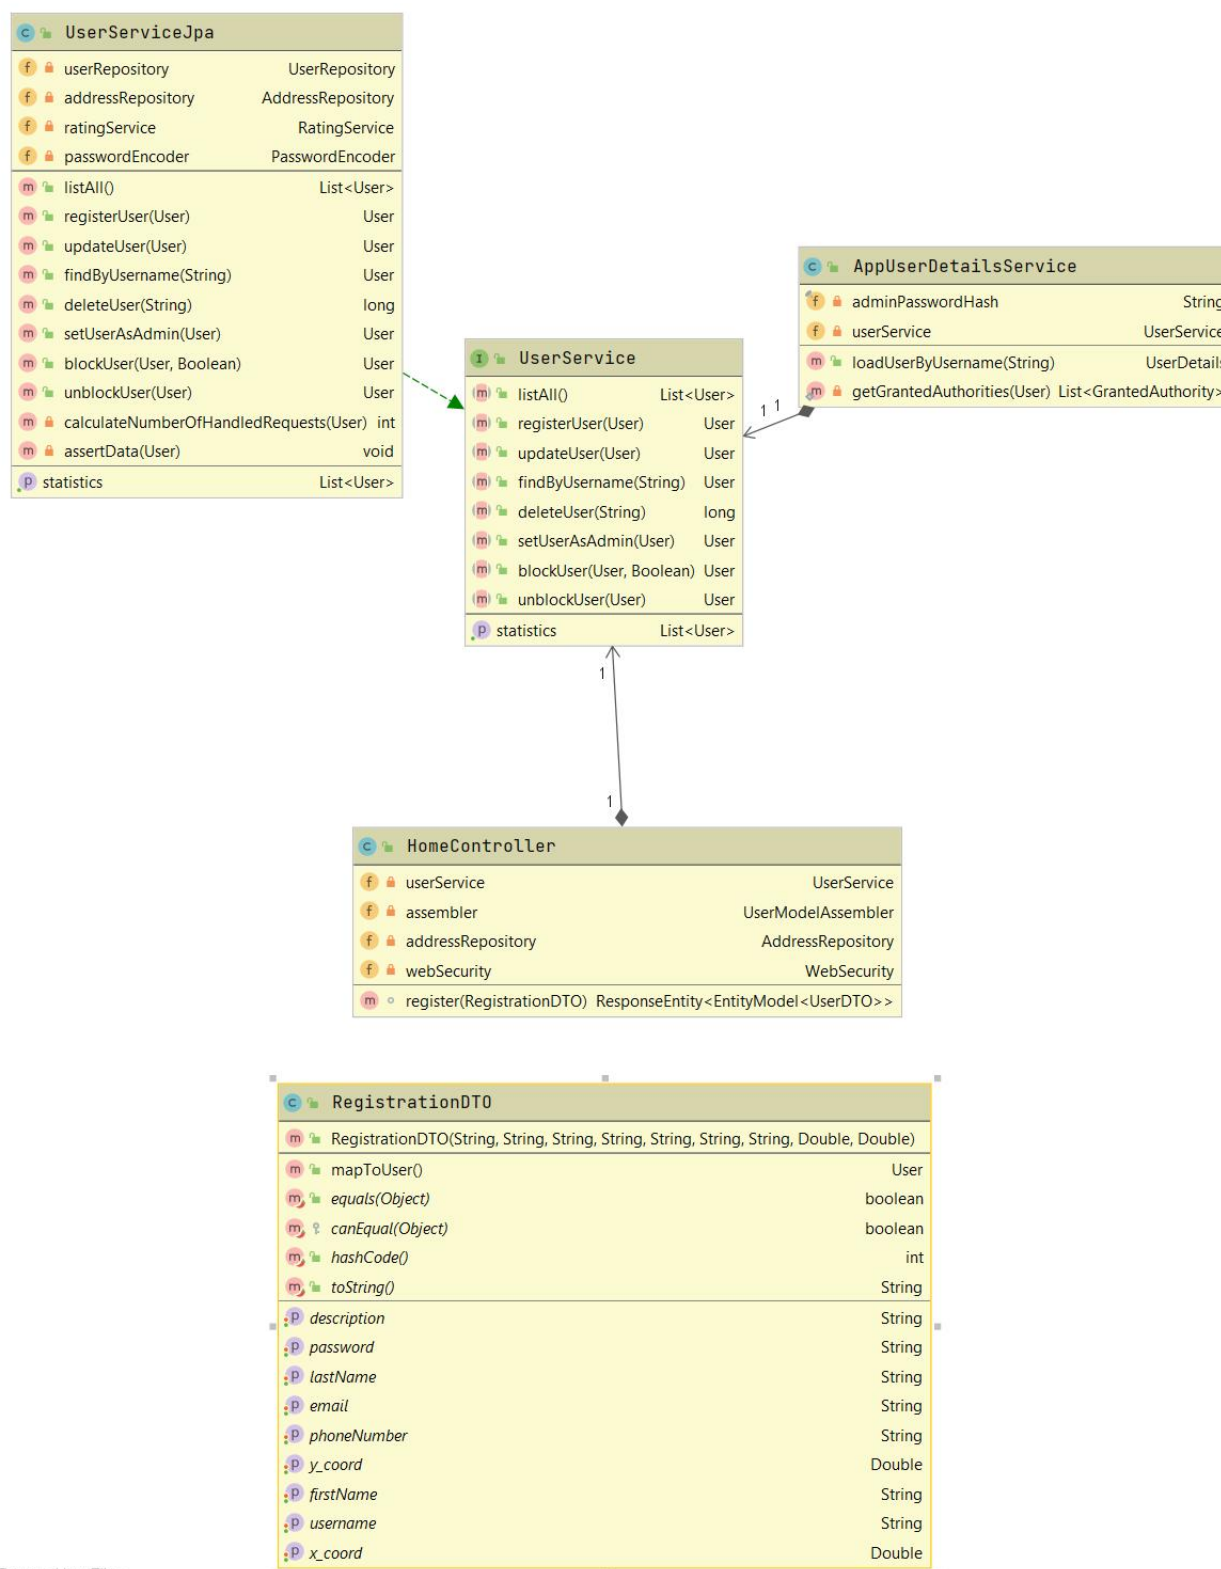 UserServiceJpa
userRepository UserRepository
addressRepository AddressRepository
ratingService RatingService
passwordEncoder PasswordEncoder
listAll() List<User>
registerUser(User) User
updateUser(User) User
findByUsername(String) User
deleteUser(String) long
setUserAsAdmin(User) User
blockUser(User, Boolean) User
unblockUser(User) User
calculateNumberOfHandledRequests(User) int
assertData(User) void
statistics List<User>
AppUserDetailsService
adminPasswordHash String
userService UserService
loadUserByUsername(String) UserDetails
getGrantedAuthorities(User) List<GrantedAuthority>
1 1
UserService
listAll() List<User>
registerUser(User) User
updateUser(User) User
findByUsername(String) User
deleteUser(String) long
setUserAsAdmin(User) User
blockUser(User, Boolean) User
unblockUser(User) User
statistics List<User>
1
1
HomeController
userService UserService
assembler UserModelAssembler
addressRepository AddressRepository
webSecurity WebSecurity
register(RegistrationDTO) ResponseEntity<EntityModel<UserDTO>>
RegistrationDTO
RegistrationDTO(String, String, String, String, String, String, String, Double, Double)
mapToUser() User
equals(Object) boolean
canEqual(Object) boolean
hashCode() int
toString() String
description String
password String
lastName String
email String
phoneNumber String
y_coord Double
firstName String
username String
x_coord Double